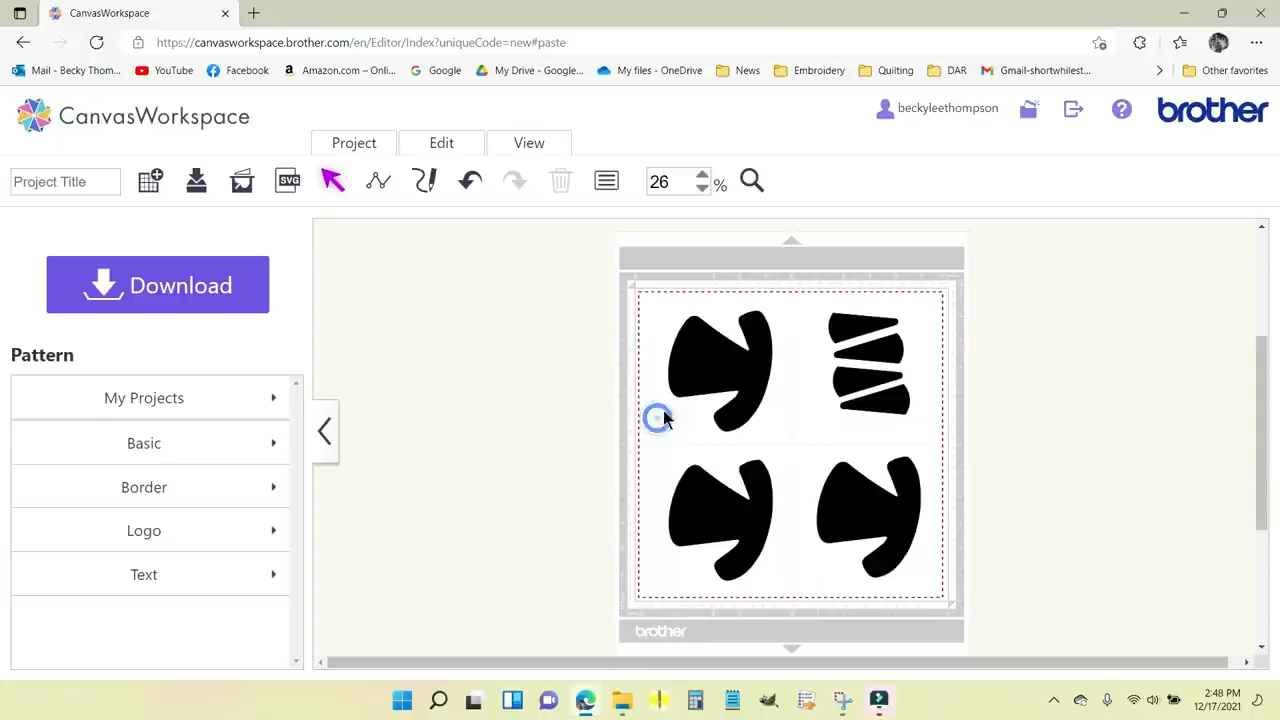 CanvasWorkspace
https://canvasworkspace.brother.com/en/Editor/Index?uniqueCode=new#paste
Mail - Becky Thom... YouTube Facebook Amazon.com – Onli... Google My Drive - Google... My files - OneDrive News Embroidery Quilting DAR Gmail-shortwhilest... Other favorites
CanvasWorkspace
beckyleethompson
brother
Project Edit View
Project Title
SVG
26 %
Download
Pattern
My Projects
Basic
Border
Logo
Text
brother
2:48 PM
12/17/2021